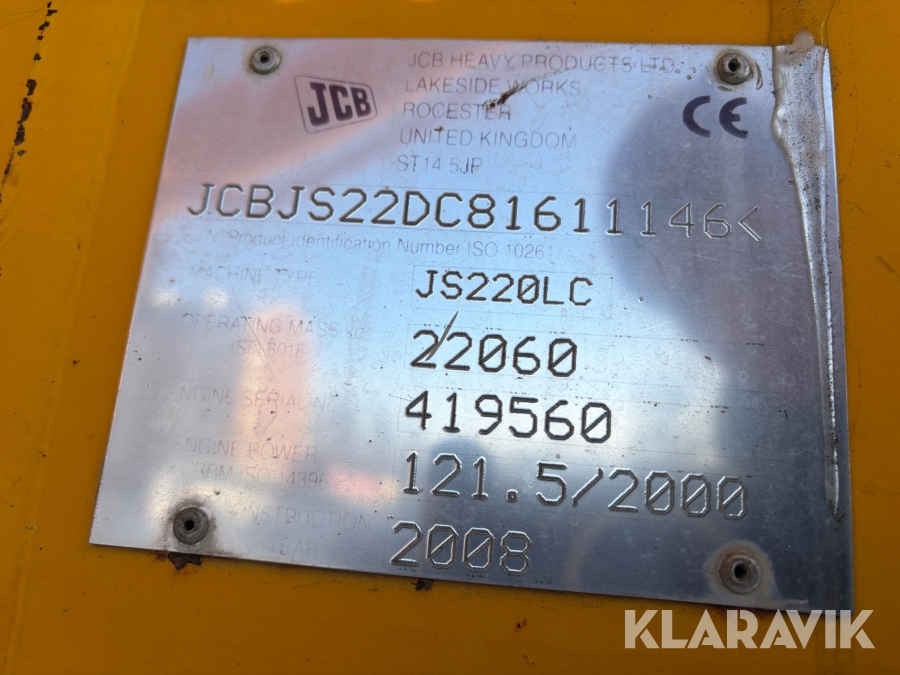 JCB
JCB HEAVY PRODUCTS LTD.
LAKESIDE WORKS
ROCESTER
UNITED KINGDOM
ST14 5JP
CE
JCBJS22DC81611146<
Product Identification Number ISO 10261
MACHINE TYPE
JS220LC
OPERATING MASS kg
ISO 6016
22060
ENGINE SERIAL No
419560
ENGINE POWER
ISO 14396
121.5/2000
CONSTRUCTION
YEAR
2008
KLARAVIK